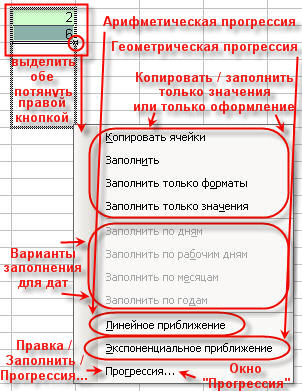 Арифметическая прогрессия
2
6
Геометрическая прогрессия
выделить
обе
потянуть
правой
кнопкой
Копировать / заполнить
только значения
или только оформление
Копировать ячейки
Заполнить
Заполнить только форматы
Заполнить только значения
Варианты
заполнения
для дат
Заполнить по дням
Заполнить по рабочим дням
Заполнить по месяцам
Заполнить по годам
Линейное приближение
Экспоненциальное приближение
Прогрессия...
Правка /
Заполнить /
Прогрессия...
Окно
"Прогрессия"